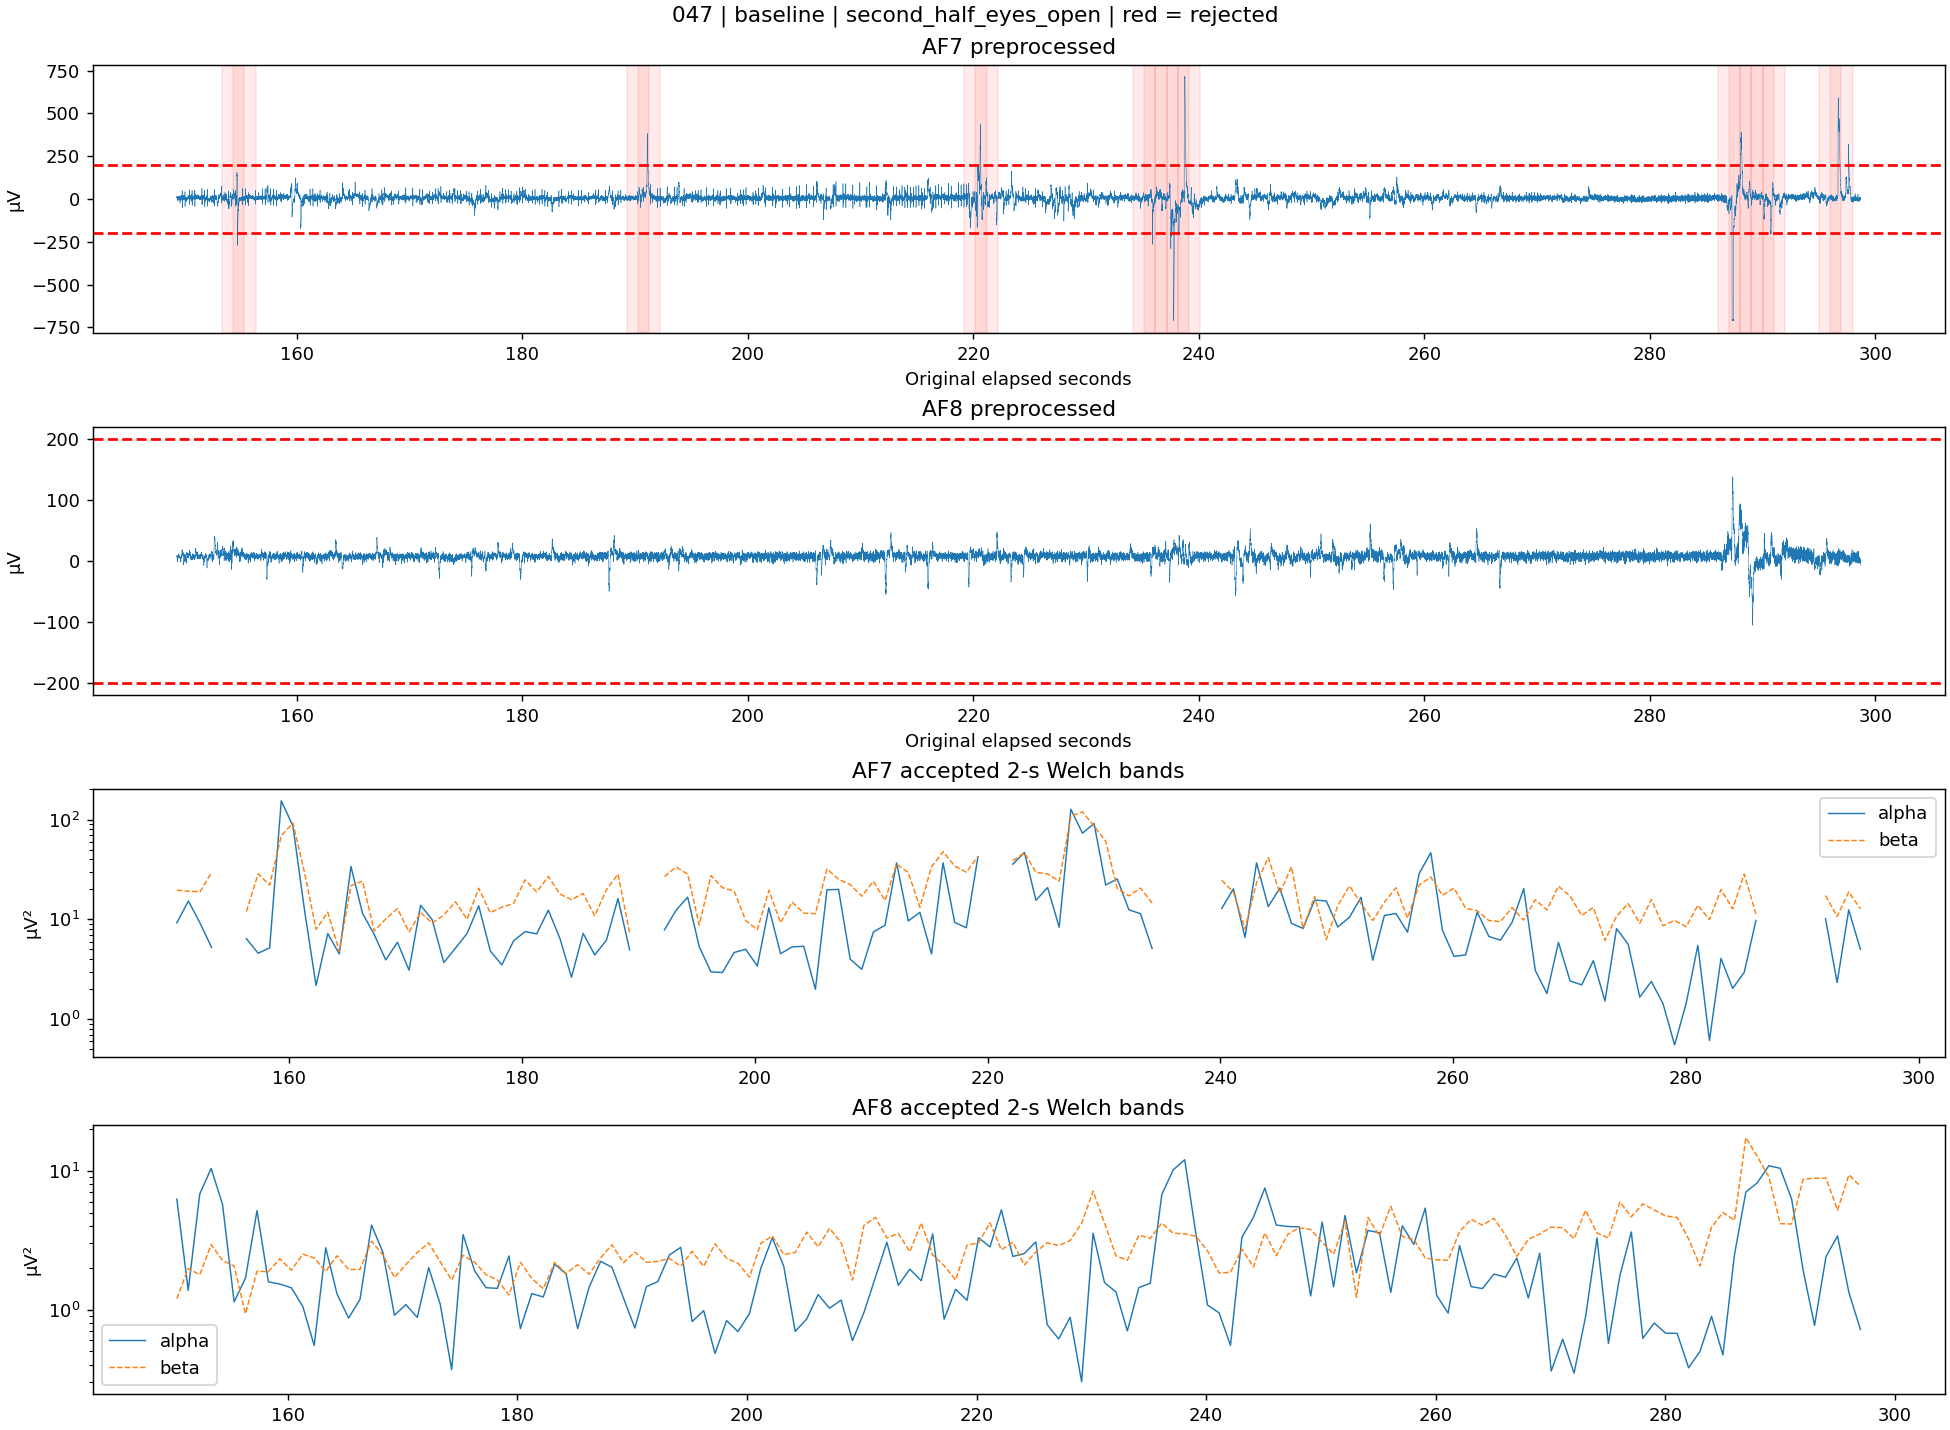 047 | baseline | second_half_eyes_open | red = rejected
AF7 preprocessed
750
500
250
0
−250
−500
−750
µV
160 180 200 220 240 260 280 300
Original elapsed seconds
AF8 preprocessed
200
100
0
−100
−200
µV
160 180 200 220 240 260 280 300
Original elapsed seconds
AF7 accepted 2-s Welch bands
10²
10¹
10⁰
µV²
alpha
beta
160 180 200 220 240 260 280 300
AF8 accepted 2-s Welch bands
10¹
10⁰
µV²
alpha
beta
160 180 200 220 240 260 280 300